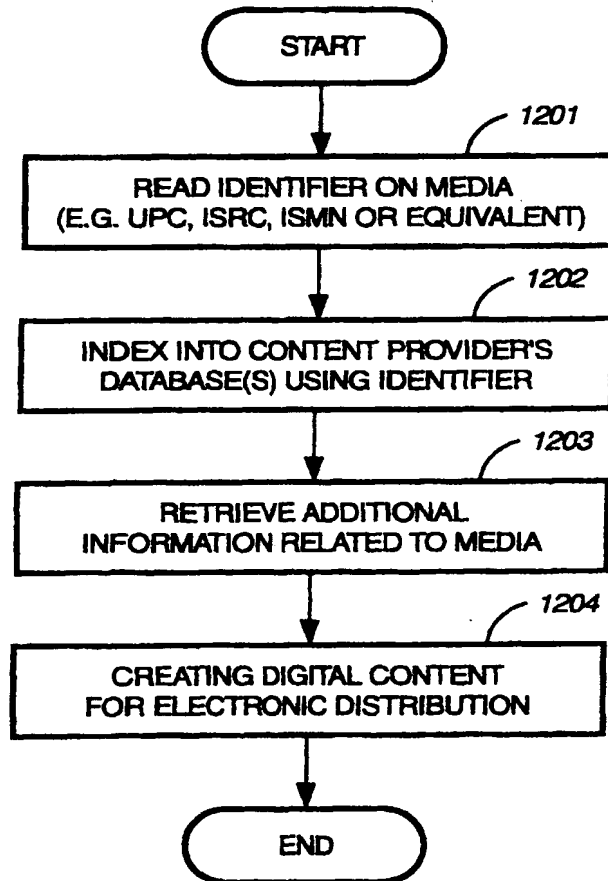 START
1201
READ IDENTIFIER ON MEDIA
(E.G. UPC, ISRC, ISMN OR EQUIVALENT)
1202
INDEX INTO CONTENT PROVIDER'S
DATABASE(S) USING IDENTIFIER
1203
RETRIEVE ADDITIONAL
INFORMATION RELATED TO MEDIA
1204
CREATING DIGITAL CONTENT
FOR ELECTRONIC DISTRIBUTION
END